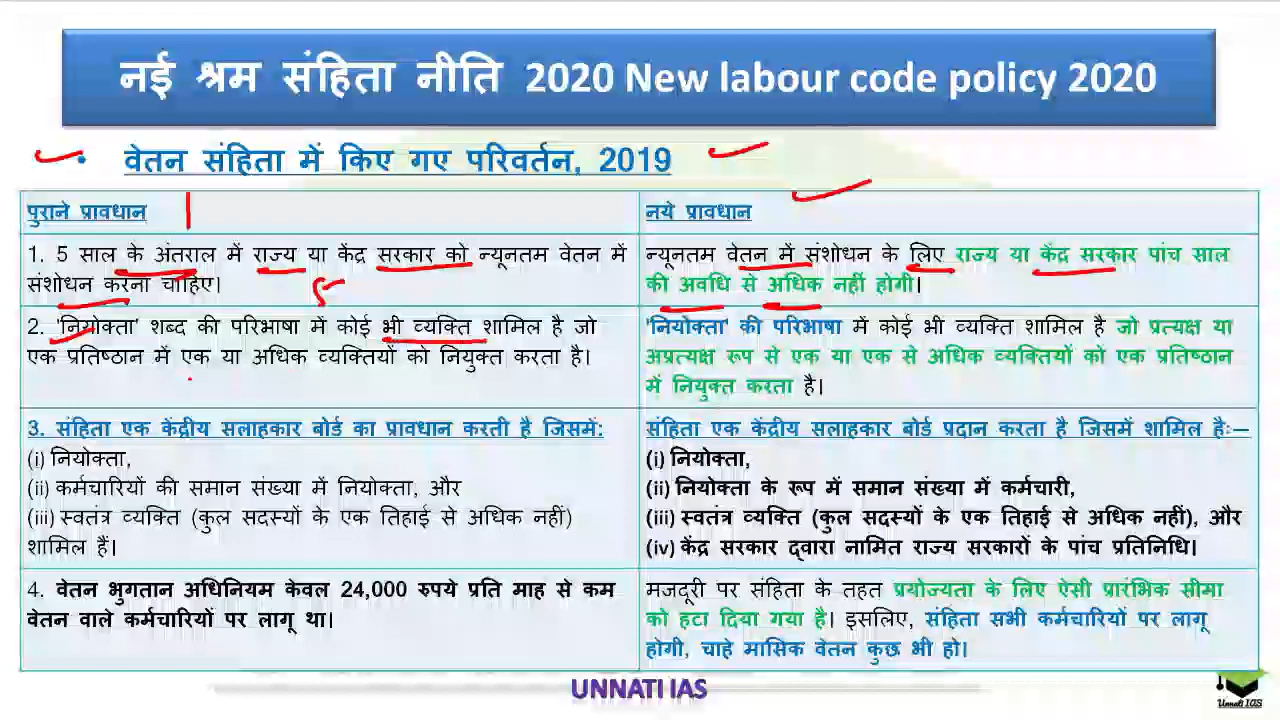 नई श्रम संहिता नीति 2020 New labour code policy 2020
• वेतन संहिता में किए गए परिवर्तन, 2019
पुराने प्रावधान
नये प्रावधान
1. 5 साल के अंतराल में राज्य या केंद्र सरकार को न्यूनतम वेतन में
संशोधन करना चाहिए।
न्यूनतम वेतन में संशोधन के लिए राज्य या केंद्र सरकार पांच साल
की अवधि से अधिक नहीं होगी।
2. 'नियोक्ता' शब्द की परिभाषा में कोई भी व्यक्ति शामिल है जो
एक प्रतिष्ठान में एक या अधिक व्यक्तियों को नियुक्त करता है।
'नियोक्ता' की परिभाषा में कोई भी व्यक्ति शामिल है जो प्रत्यक्ष या
अप्रत्यक्ष रूप से एक या एक से अधिक व्यक्तियों को एक प्रतिष्ठान
में नियुक्त करता है।
3. संहिता एक केंद्रीय सलाहकार बोर्ड का प्रावधान करती है जिसमें:
(i) नियोक्ता,
(ii) कर्मचारियों की समान संख्या में नियोक्ता, और
(iii) स्वतंत्र व्यक्ति (कुल सदस्यों के एक तिहाई से अधिक नहीं)
शामिल हैं।
संहिता एक केंद्रीय सलाहकार बोर्ड प्रदान करता है जिसमें शामिल है:—
(i) नियोक्ता,
(ii) नियोक्ता के रूप में समान संख्या में कर्मचारी,
(iii) स्वतंत्र व्यक्ति (कुल सदस्यों के एक तिहाई से अधिक नहीं), और
(iv) केंद्र सरकार द्वारा नामित राज्य सरकारों के पांच प्रतिनिधि।
4. वेतन भुगतान अधिनियम केवल 24,000 रुपये प्रति माह से कम
वेतन वाले कर्मचारियों पर लागू था।
मजदूरी पर संहिता के तहत प्रयोज्यता के लिए ऐसी प्रारंभिक सीमा
को हटा दिया गया है। इसलिए, संहिता सभी कर्मचारियों पर लागू
होगी, चाहे मासिक वेतन कुछ भी हो।
UNNATI IAS
Unnati IAS